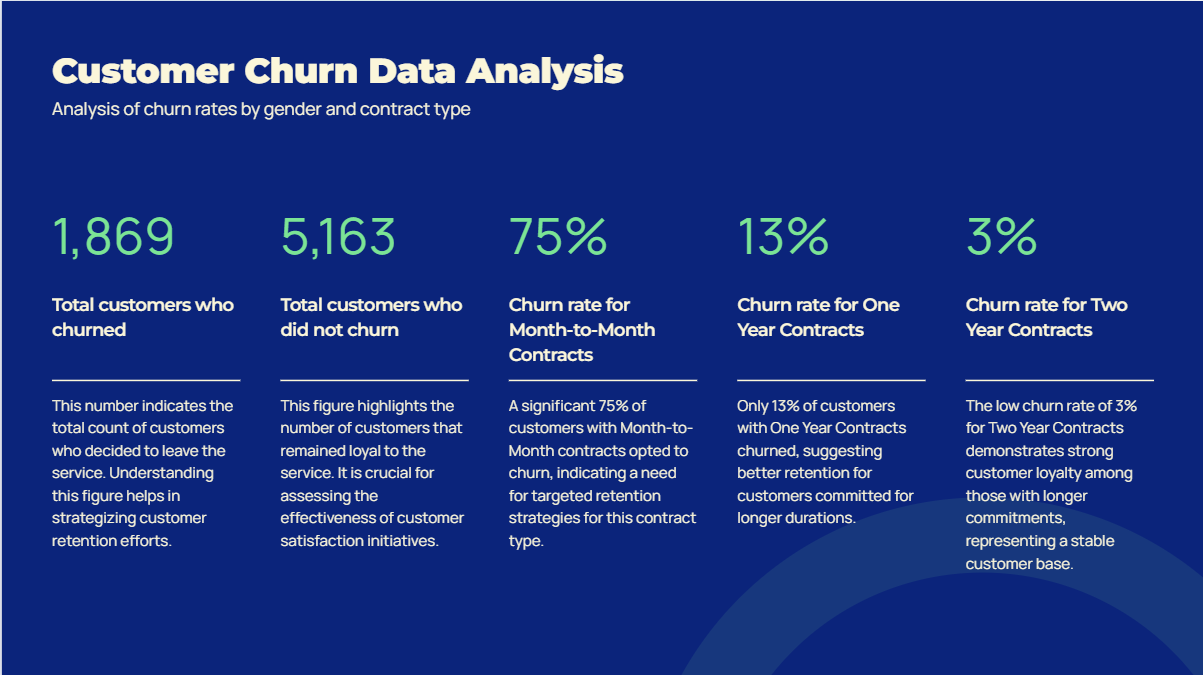 Customer Churn Data Analysis
Analysis of churn rates by gender and contract type
1,869
Total customers who
churned
This number indicates the
total count of customers
who decided to leave the
service. Understanding
this figure helps in
strategizing customer
retention efforts.
5,163
Total customers who
did not churn
This figure highlights the
number of customers that
remained loyal to the
service. It is crucial for
assessing the
effectiveness of customer
satisfaction initiatives.
75%
Churn rate for
Month-to-Month
Contracts
A significant 75% of
customers with Month-to-
Month contracts opted to
churn, indicating a need
for targeted retention
strategies for this contract
type.
13%
Churn rate for One
Year Contracts
Only 13% of customers
with One Year Contracts
churned, suggesting
better retention for
customers committed for
longer durations.
3%
Churn rate for Two
Year Contracts
The low churn rate of 3%
for Two Year Contracts
demonstrates strong
customer loyalty among
those with longer
commitments,
representing a stable
customer base.